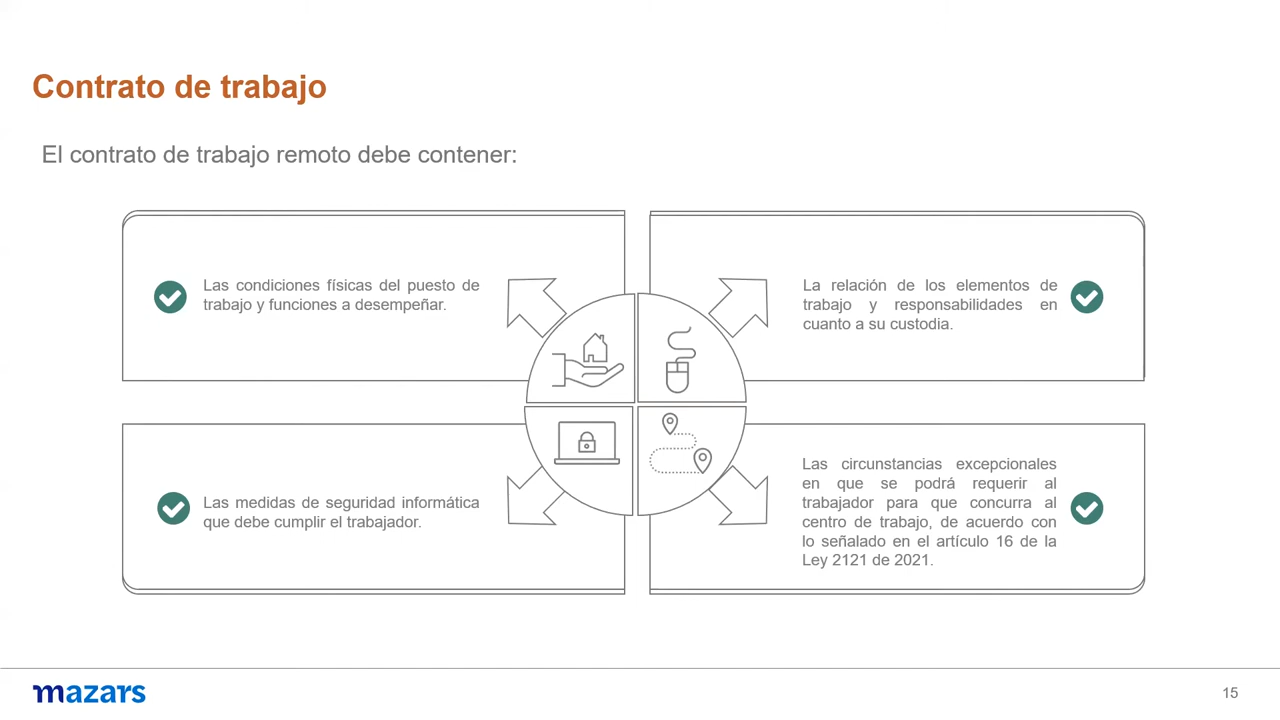 Contrato de trabajo
El contrato de trabajo remoto debe contener:
Las condiciones físicas del puesto de
trabajo y funciones a desempeñar.
La relación de los elementos de
trabajo y responsabilidades en
cuanto a su custodia.
Las medidas de seguridad informática
que debe cumplir el trabajador.
Las circunstancias excepcionales
en que se podrá requerir al
trabajador para que concurra al
centro de trabajo, de acuerdo con
lo señalado en el artículo 16 de la
Ley 2121 de 2021.
mazars
15